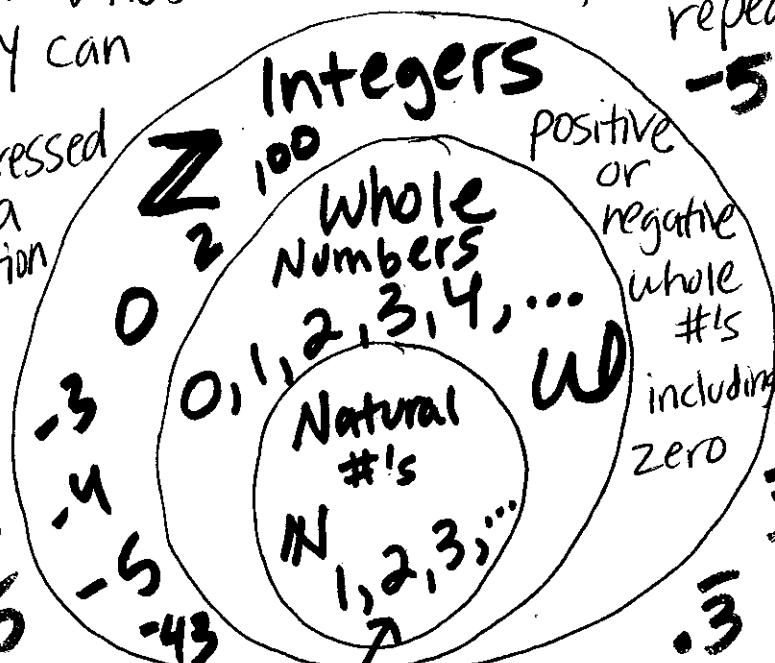 can
repea
-5
Integers
ressed
a
tion
ℤ
100
2
0
-3
-4
-5
-43
positive
or
negative
whole
#'s
including
zero
Whole
Numbers
0, 1, 2, 3, 4, ...
W
Natural
#'s
ℕ
1, 2, 3, ...
.3̅